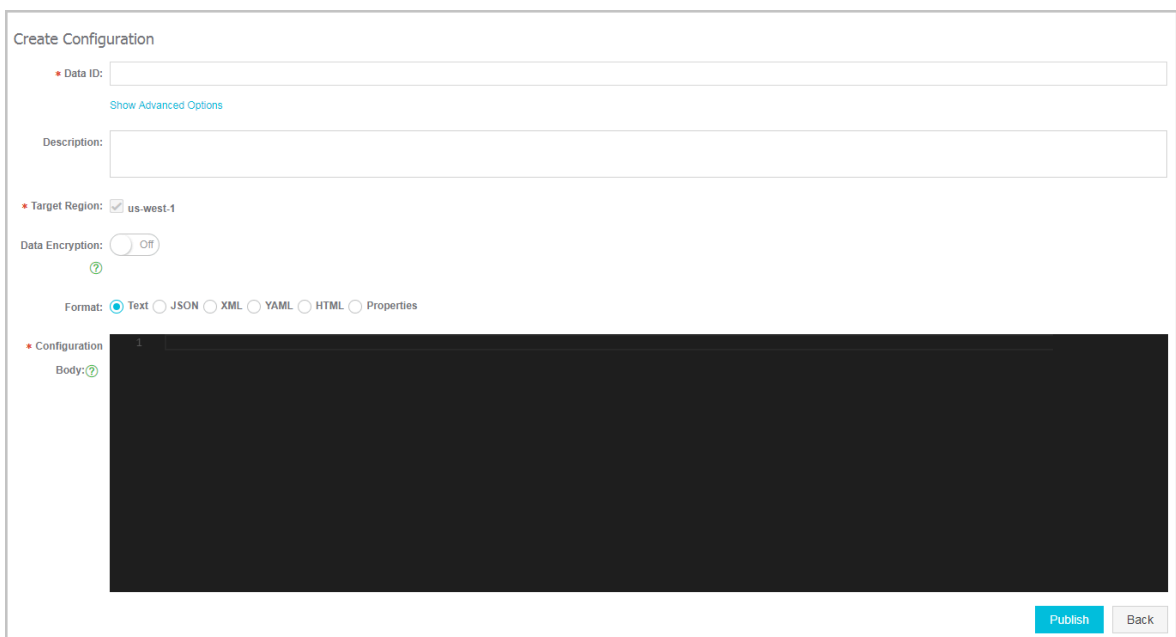 Create Configuration
* Data ID:
Show Advanced Options
Description:
* Target Region: us-west-1
Data Encryption: Off
?
Format: Text JSON XML YAML HTML Properties
* Configuration 1
Body: ?
Publish Back